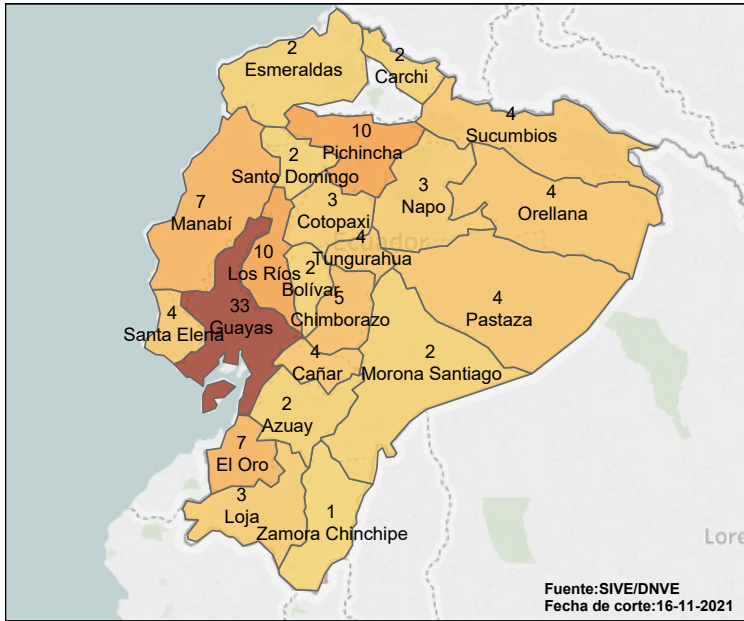 2
Esmeraldas
2
Carchi
4
Sucumbios
10
Pichincha
2
Santo Domingo
7
Manabí
3
Cotopaxi
3
Napo
4
Orellana
Ecuador
4
Tungurahua
10
Los Ríos
2
Bolívar
5
Chimborazo
4
Pastaza
4
Santa Elena
33
Guayas
4
Cañar
2
Morona Santiago
2
Azuay
7
El Oro
3
Loja
1
Zamora Chinchipe
Lore
Fuente:SIVE/DNVE
Fecha de corte:16-11-2021